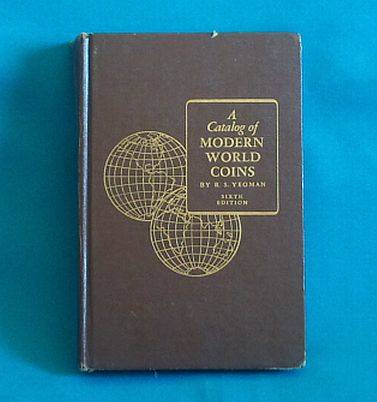 A
Catalog of
MODERN
WORLD
COINS
BY R. S. YEOMAN
SIXTH
EDITION